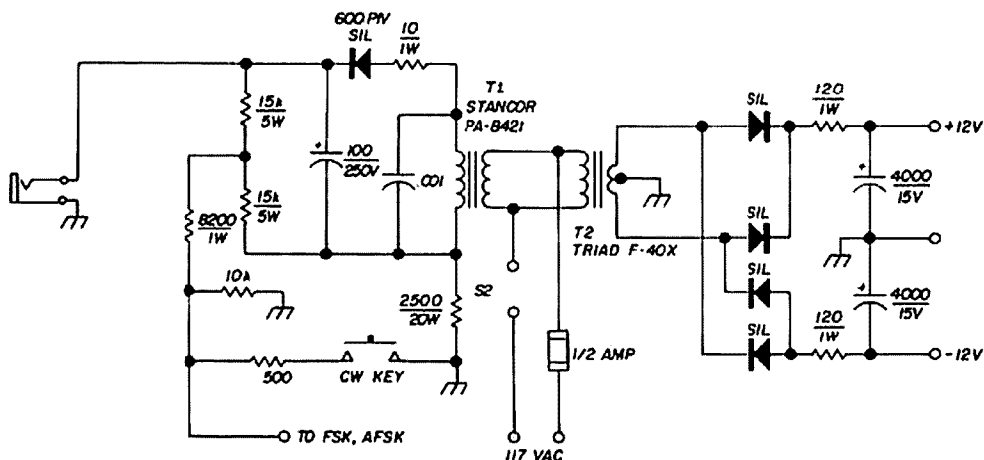 600 PIV
SIL
10
1W
T1
STANCOR
PA-8421
15k
5W
100
250V
.001
15k
5W
8200
1W
10k
2500
20W
500
CW KEY
TO FSK, AFSK
S2
1/2 AMP
117 VAC
T2
TRIAD F-40X
SIL
SIL
SIL
SIL
120
1W
+12V
4000
15V
4000
15V
120
1W
-12V
+
+
+